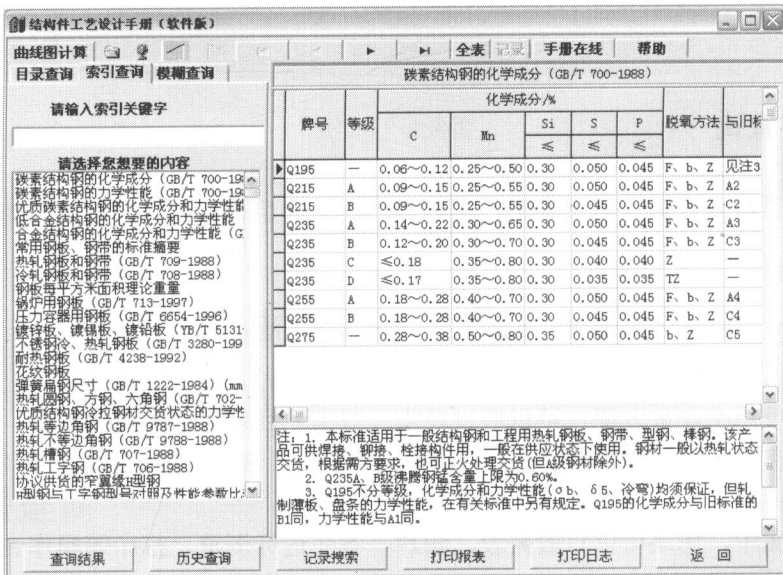 结构件工艺设计手册（软件版）
曲线图计算 全表 记录 手册在线 帮助
目录查询 索引查询 模糊查询
请输入索引关键字
请选择您想要的内容
碳素结构钢的化学成分（GB/T 700-19
碳素结构钢的力学性能（GB/T 700-19
优质碳素结构钢的化学成分和力学性能
低合金结构钢的化学成分和力学性能
合金结构钢的化学成分和力学性能（G
常用钢板、钢带的标准摘要
热轧钢板和钢带（GB/T 709-1988）
冷轧钢板和钢带（GB/T 708-1988）
钢板每平方米面积理论重量
锅炉用钢板（GB/T 713-1997）
压力容器用钢板（GB/T 6654-1996）
镀锌板、镀锡板、镀铅板（YB/T 5131-
不锈钢冷、热轧钢板（GB/T 3280-199
耐热钢板（GB/T 4238-1992）
花纹钢板
弹簧扁钢尺寸（GB/T 1222-1984）（mm
热轧圆钢、方钢、六角钢（GB/T 702-
优质结构钢冷拉钢材交货状态的力学性
热轧等边角钢（GB/T 9787-1988）
热轧不等边角钢（GB/T 9788-1988）
热轧槽钢（GB/T 707-1988）
热轧工字钢（GB/T 706-1988）
协议供货的窄翼缘H型钢
H型钢与工字钢型号对照及性能参数比
碳素结构钢的化学成分（GB/T 700-1988）
牌号 等级 化学成分/% 脱氧方法 与旧标
C Mn Si S P
≤ ≤ ≤
Q195 — 0.06～0.12 0.25～0.50 0.30 0.050 0.045 F、b、Z 见注3
Q215 A 0.09～0.15 0.25～0.55 0.30 0.050 0.045 F、b、Z A2
Q215 B 0.09～0.15 0.25～0.55 0.30 0.045 0.045 F、b、Z C2
Q235 A 0.14～0.22 0.30～0.65 0.30 0.050 0.045 F、b、Z A3
Q235 B 0.12～0.20 0.30～0.70 0.30 0.045 0.045 F、b、Z C3
Q235 C ≤0.18 0.35～0.80 0.30 0.040 0.040 Z —
Q235 D ≤0.17 0.35～0.80 0.30 0.035 0.035 TZ —
Q255 A 0.18～0.28 0.40～0.70 0.30 0.050 0.045 F、b、Z A4
Q255 B 0.18～0.28 0.40～0.70 0.30 0.045 0.045 F、b、Z C4
Q275 — 0.28～0.38 0.50～0.80 0.35 0.050 0.045 b、Z C5
注：1. 本标准适用于一般结构钢和工程用热轧钢板、钢带、型钢、棒钢。该产
品可供焊接、铆接、栓接构件用，一般在供应状态下使用。钢材一般以热轧状态
交货，根据需方要求，也可正火处理交货(但A级钢材除外)。
2. Q235A、B级沸腾钢锰含量上限为0.60%。
3. Q195不分等级，化学成分和力学性能(σb、δ5、冷弯)均须保证，但轧
制薄板、盘条的力学性能，在有关标准中另有规定。Q195的化学成分与旧标准的
B1同，力学性能与A1同。
查询结果 历史查询 记录搜索 打印报表 打印日志 返 回